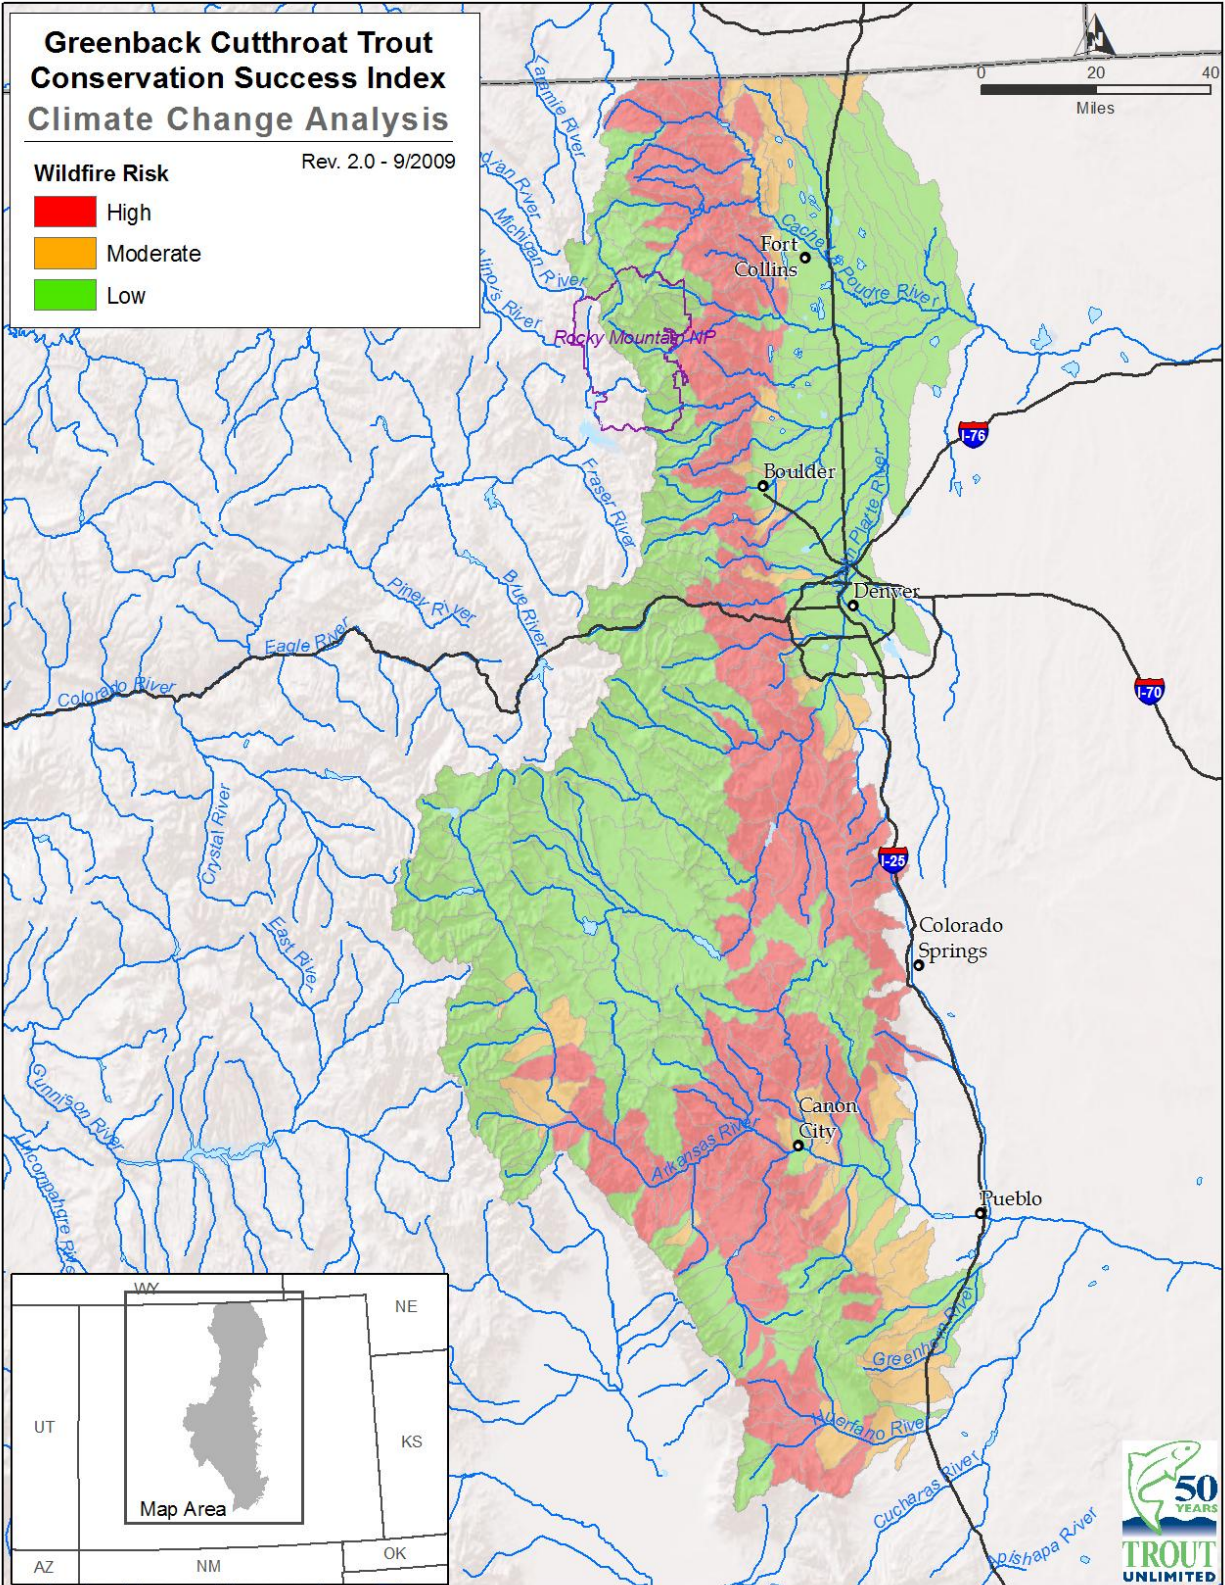 Greenback Cutthroat Trout
Conservation Success Index
Climate Change Analysis
Rev. 2.0 - 9/2009
Wildfire Risk
High
Moderate
Low
N
0 20 40
Miles
Laramie River
Michigan River
River
Cache La Poudre River
Fort
Collins
Rocky Mountain NP
I-76
Fraser River
Boulder
Platte River
Denver
Piney River
Blue River
Eagle River
Colorado River
I-70
Crystal River
I-25
Colorado
Springs
East River
Gunnison River
Canon
City
Arkansas River
Pueblo
Greenhorn River
Huerfano River
Cucharas River
Apishapa River
WY
NE
UT
KS
Map Area
AZ
NM
OK
50
YEARS
TROUT
UNLIMITED